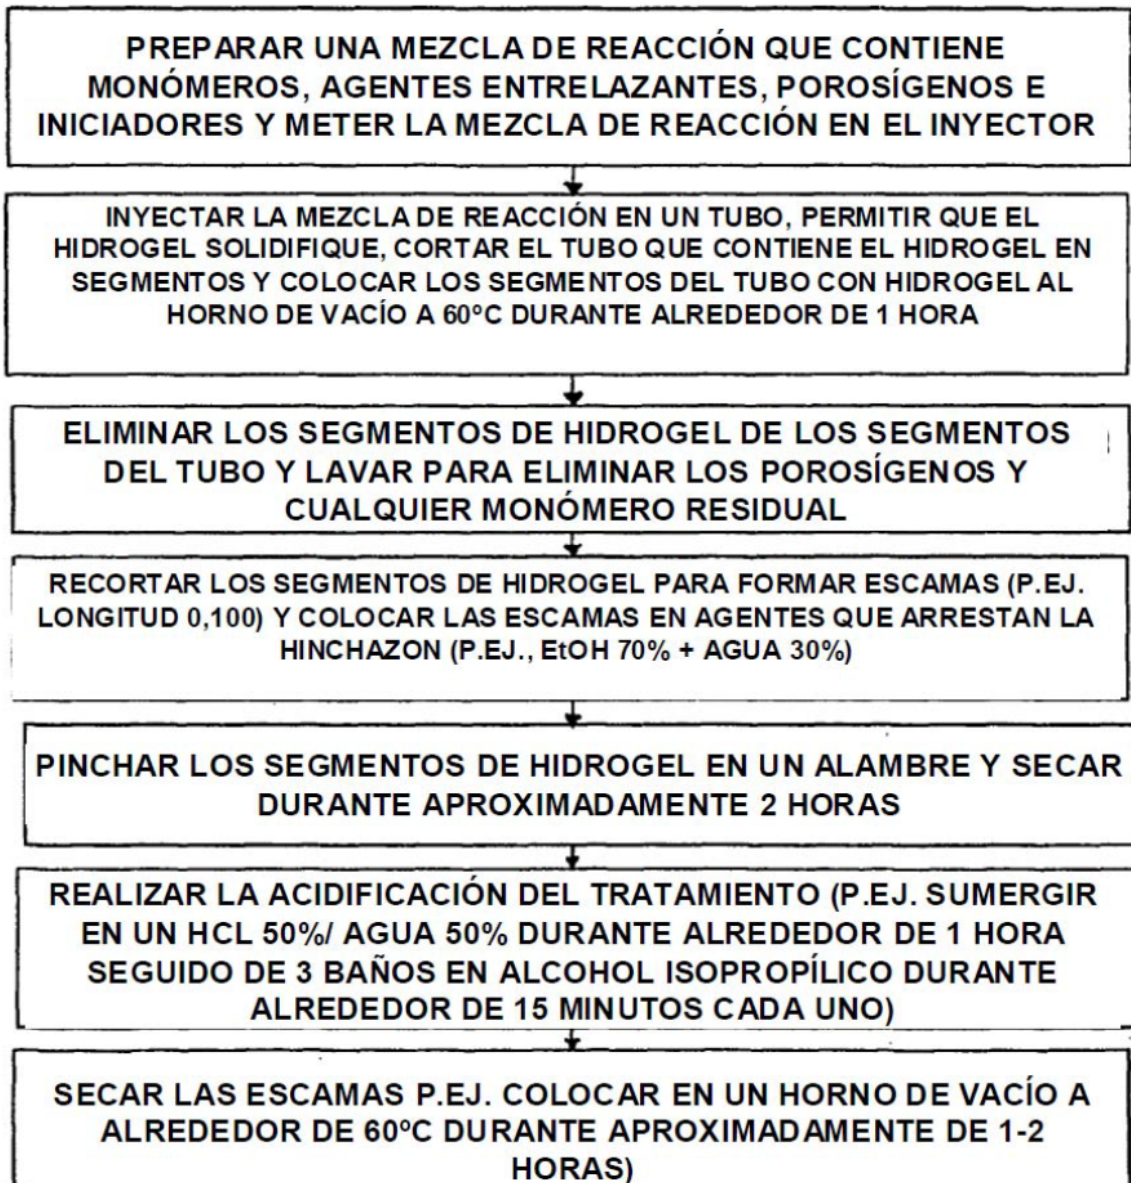 PREPARAR UNA MEZCLA DE REACCIÓN QUE CONTIENE
MONÓMEROS, AGENTES ENTRELAZANTES, POROSÍGENOS E
INICIADORES Y METER LA MEZCLA DE REACCIÓN EN EL INYECTOR
INYECTAR LA MEZCLA DE REACCIÓN EN UN TUBO, PERMITIR QUE EL
HIDROGEL SOLIDIFIQUE, CORTAR EL TUBO QUE CONTIENE EL HIDROGEL EN
SEGMENTOS Y COLOCAR LOS SEGMENTOS DEL TUBO CON HIDROGEL AL
HORNO DE VACÍO A 60ºC DURANTE ALREDEDOR DE 1 HORA
ELIMINAR LOS SEGMENTOS DE HIDROGEL DE LOS SEGMENTOS
DEL TUBO Y LAVAR PARA ELIMINAR LOS POROSÍGENOS Y
CUALQUIER MONÓMERO RESIDUAL
RECORTAR LOS SEGMENTOS DE HIDROGEL PARA FORMAR ESCAMAS (P.EJ.
LONGITUD 0,100) Y COLOCAR LAS ESCAMAS EN AGENTES QUE ARRESTAN LA
HINCHAZON (P.EJ., EtOH 70% + AGUA 30%)
PINCHAR LOS SEGMENTOS DE HIDROGEL EN UN ALAMBRE Y SECAR
DURANTE APROXIMADAMENTE 2 HORAS
REALIZAR LA ACIDIFICACIÓN DEL TRATAMIENTO (P.EJ. SUMERGIR
EN UN HCL 50%/ AGUA 50% DURANTE ALREDEDOR DE 1 HORA
SEGUIDO DE 3 BAÑOS EN ALCOHOL ISOPROPÍLICO DURANTE
ALREDEDOR DE 15 MINUTOS CADA UNO)
SECAR LAS ESCAMAS P.EJ. COLOCAR EN UN HORNO DE VACÍO A
ALREDEDOR DE 60ºC DURANTE APROXIMADAMENTE DE 1-2
HORAS)